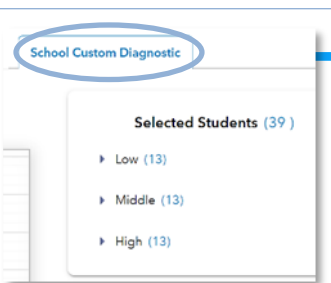 School Custom Diagnostic
Selected Students (39 )
Low (13)
Middle (13)
High (13)